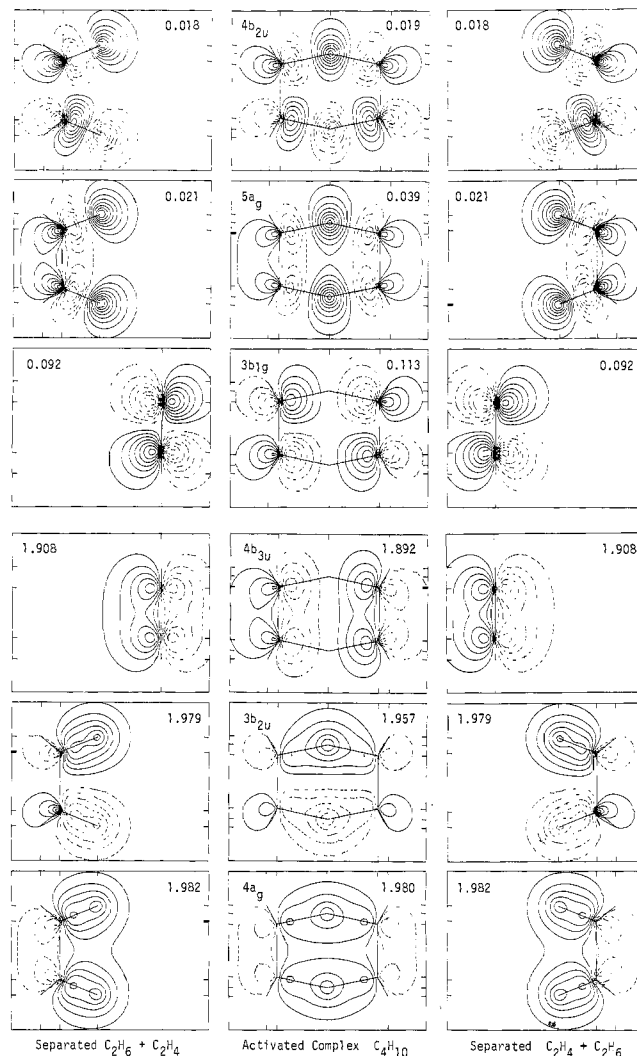 0.018 4b2u 0.019 0.018
0.021 5ag 0.039 0.021
0.092 3b1g 0.113 0.092
1.908 4b3u 1.892 1.908
1.979 3b2u 1.957 1.979
1.982 4ag 1.980 1.982
Separated C2H6 + C2H4 Activated Complex C4H10 Separated C2H4 + C2H6